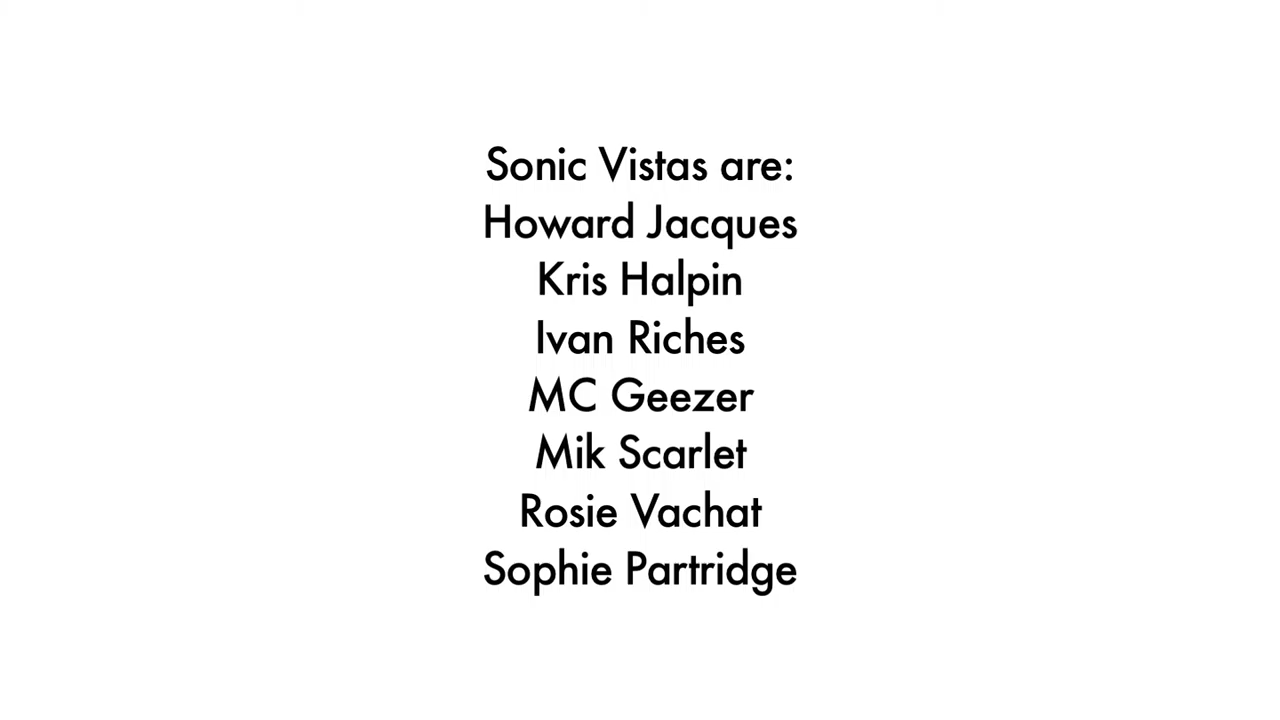 Sonic Vistas are:
Howard Jacques
Kris Halpin
Ivan Riches
MC Geezer
Mik Scarlet
Rosie Vachat
Sophie Partridge